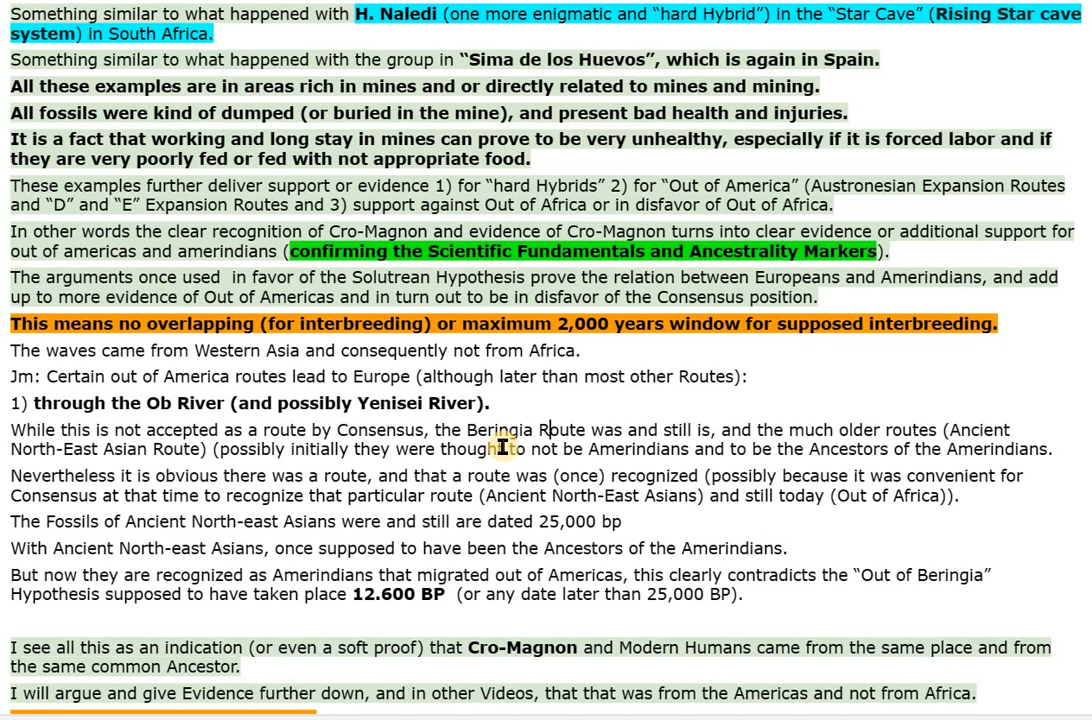 Something similar to what happened with H. Naledi (one more enigmatic and “hard Hybrid”) in the “Star Cave” (Rising Star cave
system) in South Africa.
Something similar to what happened with the group in “Sima de los Huevos”, which is again in Spain.
All these examples are in areas rich in mines and or directly related to mines and mining.
All fossils were kind of dumped (or buried in the mine), and present bad health and injuries.
It is a fact that working and long stay in mines can prove to be very unhealthy, especially if it is forced labor and if
they are very poorly fed or fed with not appropriate food.
These examples further deliver support or evidence 1) for “hard Hybrids” 2) for “Out of America” (Austronesian Expansion Routes
and “D” and “E” Expansion Routes and 3) support against Out of Africa or in disfavor of Out of Africa.
In other words the clear recognition of Cro-Magnon and evidence of Cro-Magnon turns into clear evidence or additional support for
out of americas and amerindians (confirming the Scientific Fundamentals and Ancestrality Markers).
The arguments once used  in favor of the Solutrean Hypothesis prove the relation between Europeans and Amerindians, and add
up to more evidence of Out of Americas and in turn out to be in disfavor of the Consensus position.
This means no overlapping (for interbreeding) or maximum 2,000 years window for supposed interbreeding.
The waves came from Western Asia and consequently not from Africa.
Jm: Certain out of America routes lead to Europe (although later than most other Routes):
1) through the Ob River (and possibly Yenisei River).
While this is not accepted as a route by Consensus, the Beringia Route was and still is, and the much older routes (Ancient
North-East Asian Route) (possibly initially they were though to not be Amerindians and to be the Ancestors of the Amerindians.
Nevertheless it is obvious there was a route, and that a route was (once) recognized (possibly because it was convenient for
Consensus at that time to recognize that particular route (Ancient North-East Asians) and still today (Out of Africa)).
The Fossils of Ancient North-east Asians were and still are dated 25,000 bp
With Ancient North-east Asians, once supposed to have been the Ancestors of the Amerindians.
But now they are recognized as Amerindians that migrated out of Americas, this clearly contradicts the “Out of Beringia”
Hypothesis supposed to have taken place 12.600 BP  (or any date later than 25,000 BP).
I see all this as an indication (or even a soft proof) that Cro-Magnon and Modern Humans came from the same place and from
the same common Ancestor.
I will argue and give Evidence further down, and in other Videos, that that was from the Americas and not from Africa.